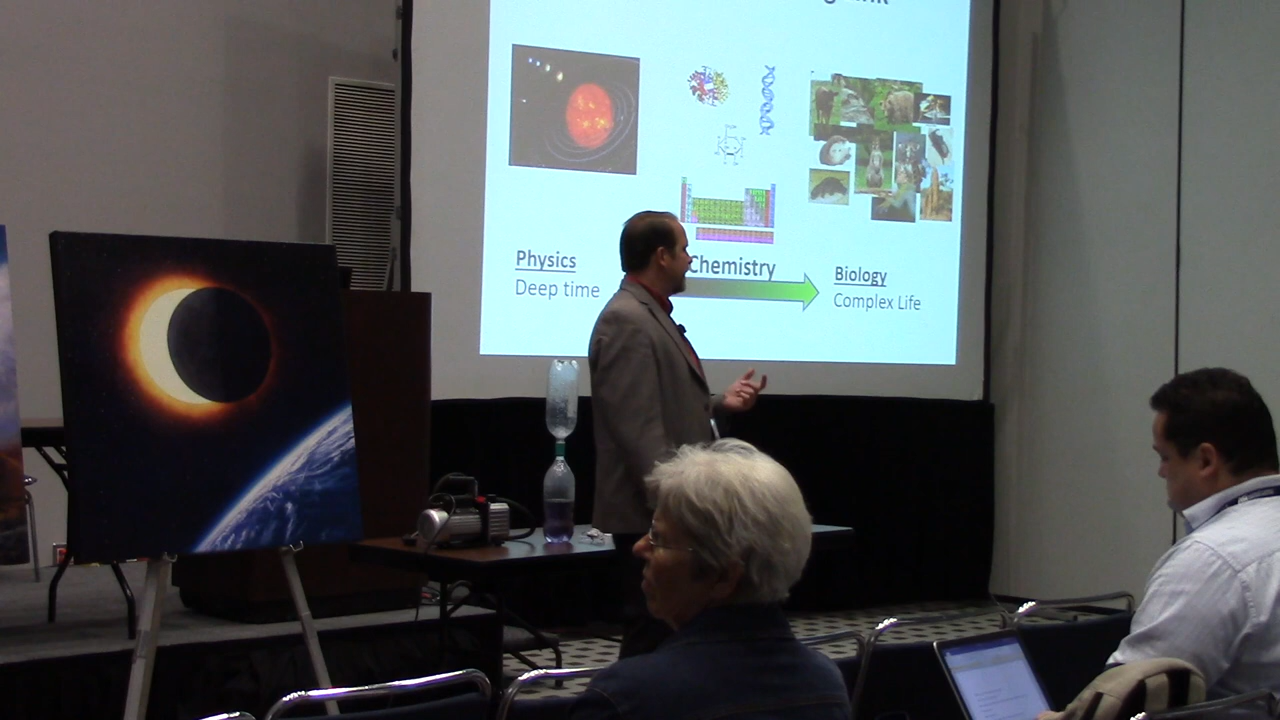 Physics
Deep time
Chemistry
Biology
Complex Life